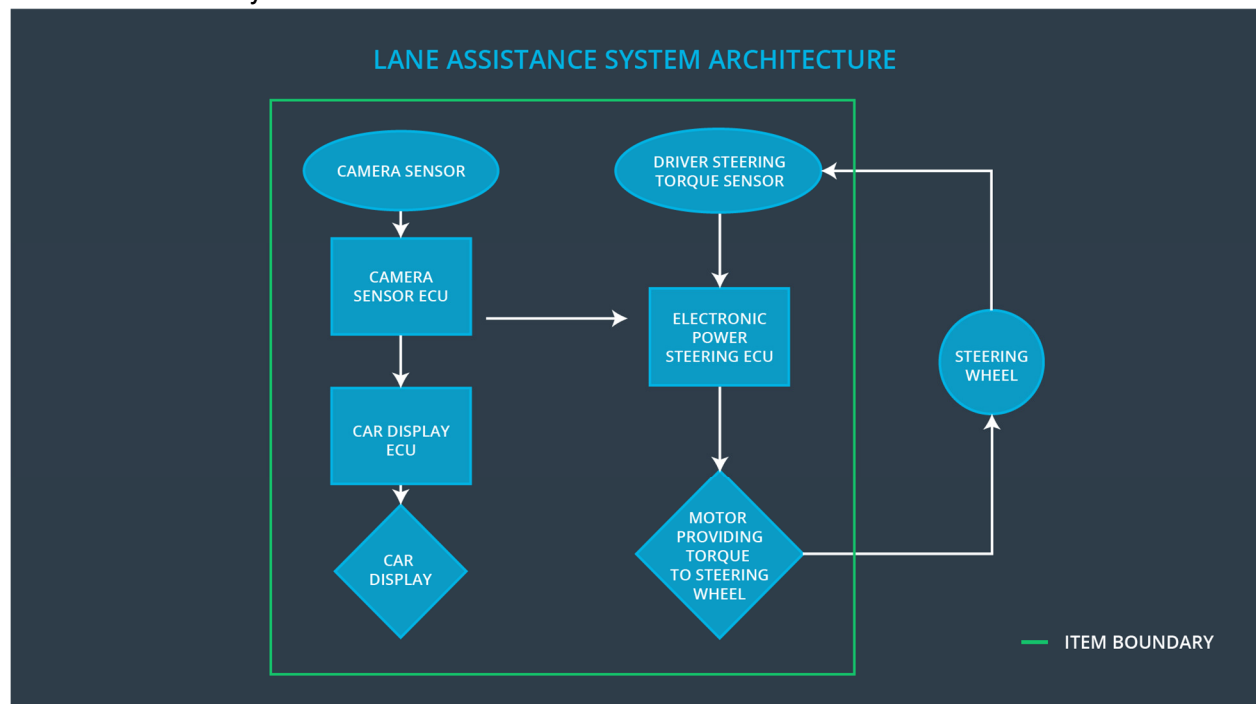 LANE ASSISTANCE SYSTEM ARCHITECTURE
CAMERA SENSOR
CAMERA
SENSOR ECU
CAR DISPLAY
ECU
CAR
DISPLAY
DRIVER STEERING
TORQUE SENSOR
ELECTRONIC
POWER
STEERING ECU
MOTOR
PROVIDING
TORQUE
TO STEERING
WHEEL
STEERING
WHEEL
ITEM BOUNDARY